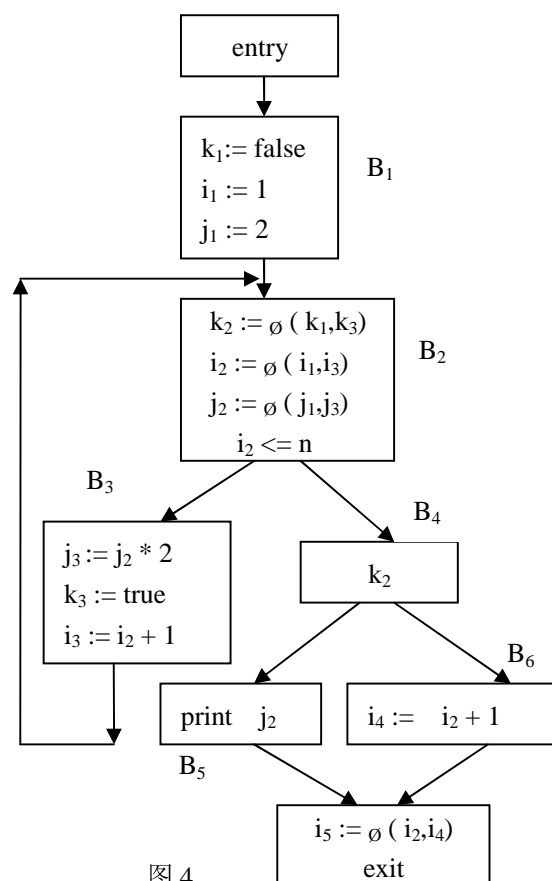 entry
k₁:= false
i₁ := 1
j₁ := 2
B₁
k₂ := ø ( k₁,k₃)
i₂ := ø ( i₁,i₃)
j₂ := ø ( j₁,j₃)
i₂ <= n
B₂
B₃
j₃ := j₂ * 2
k₃ := true
i₃ := i₂ + 1
B₄
k₂
B₆
print j₂
i₄ := i₂ + 1
B₅
i₅ := ø ( i₂,i₄)
exit
图 4